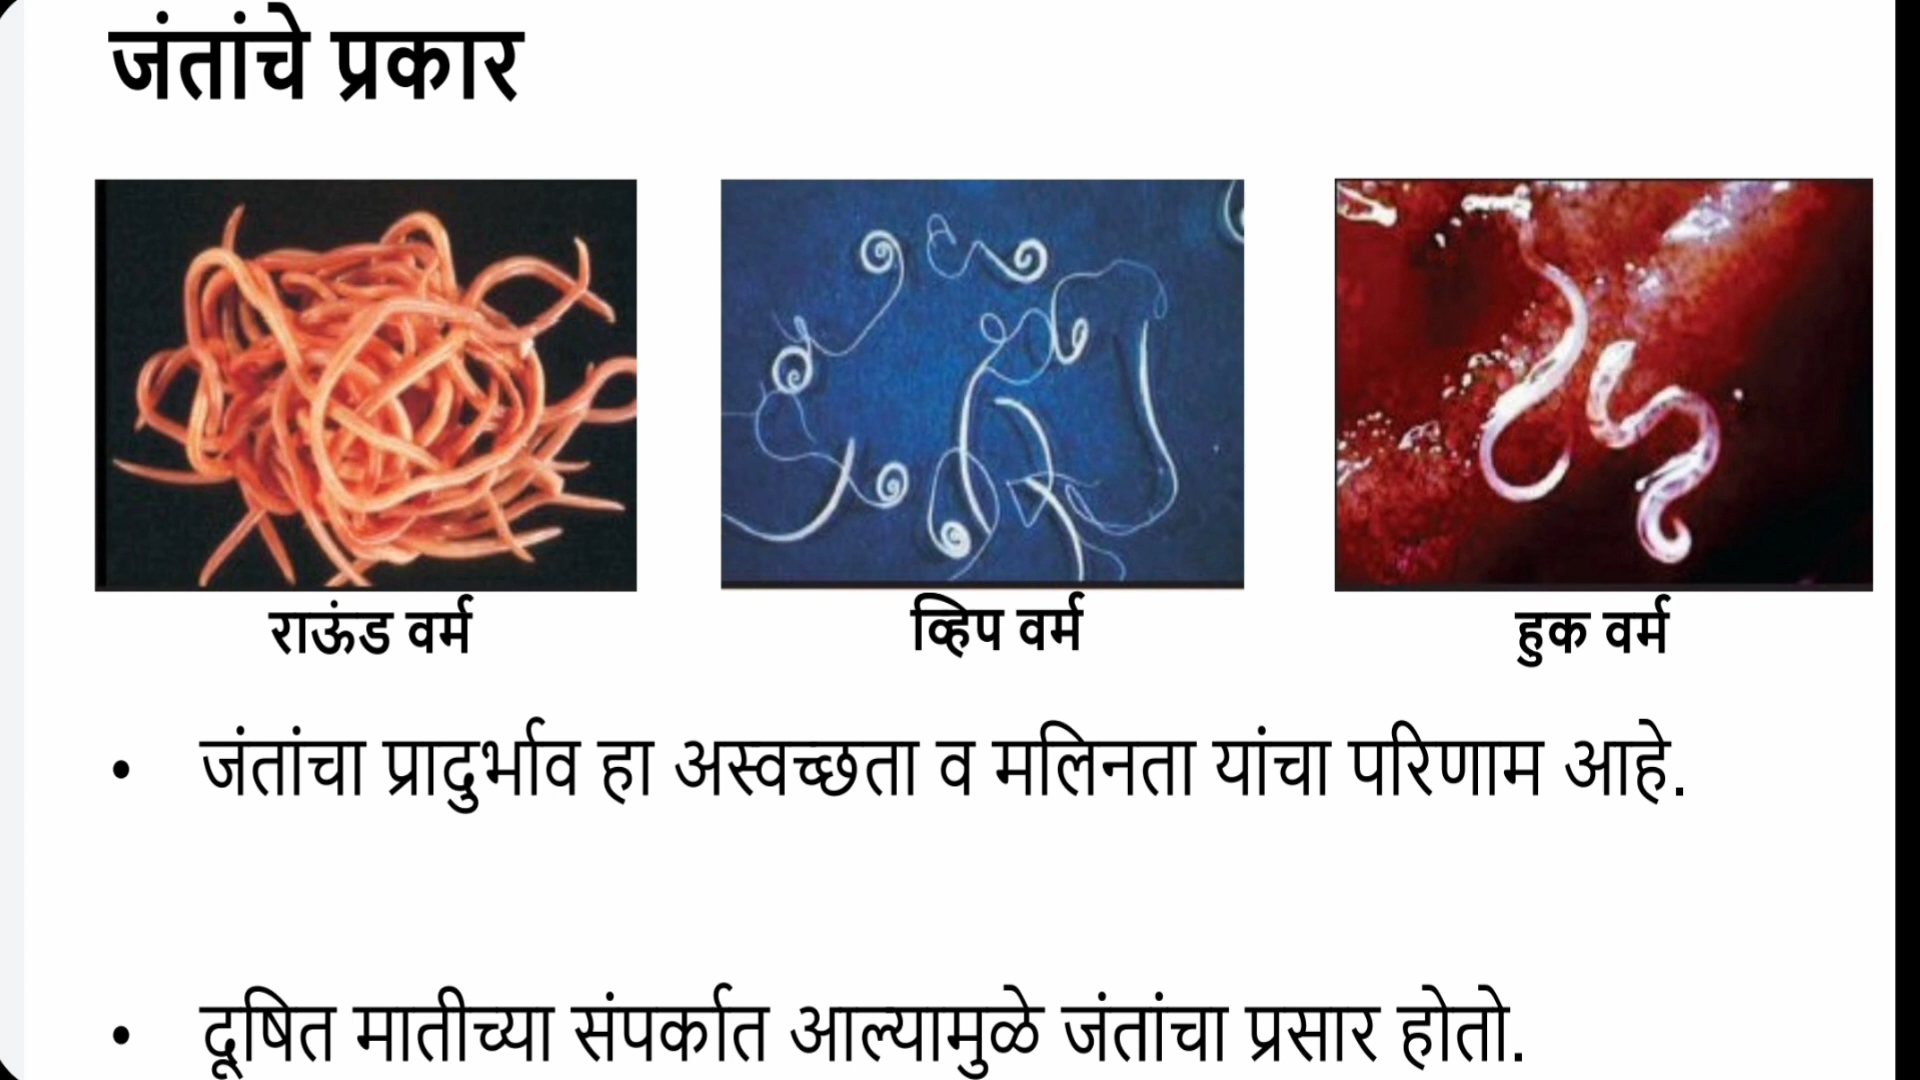 जंतांचे प्रकार
राऊंड वर्म
व्हिप वर्म
हुक वर्म
• जंतांचा प्रादुर्भाव हा अस्वच्छता व मलिनता यांचा परिणाम आहे.
• दूषित मातीच्या संपर्कात आल्यामुळे जंतांचा प्रसार होतो.